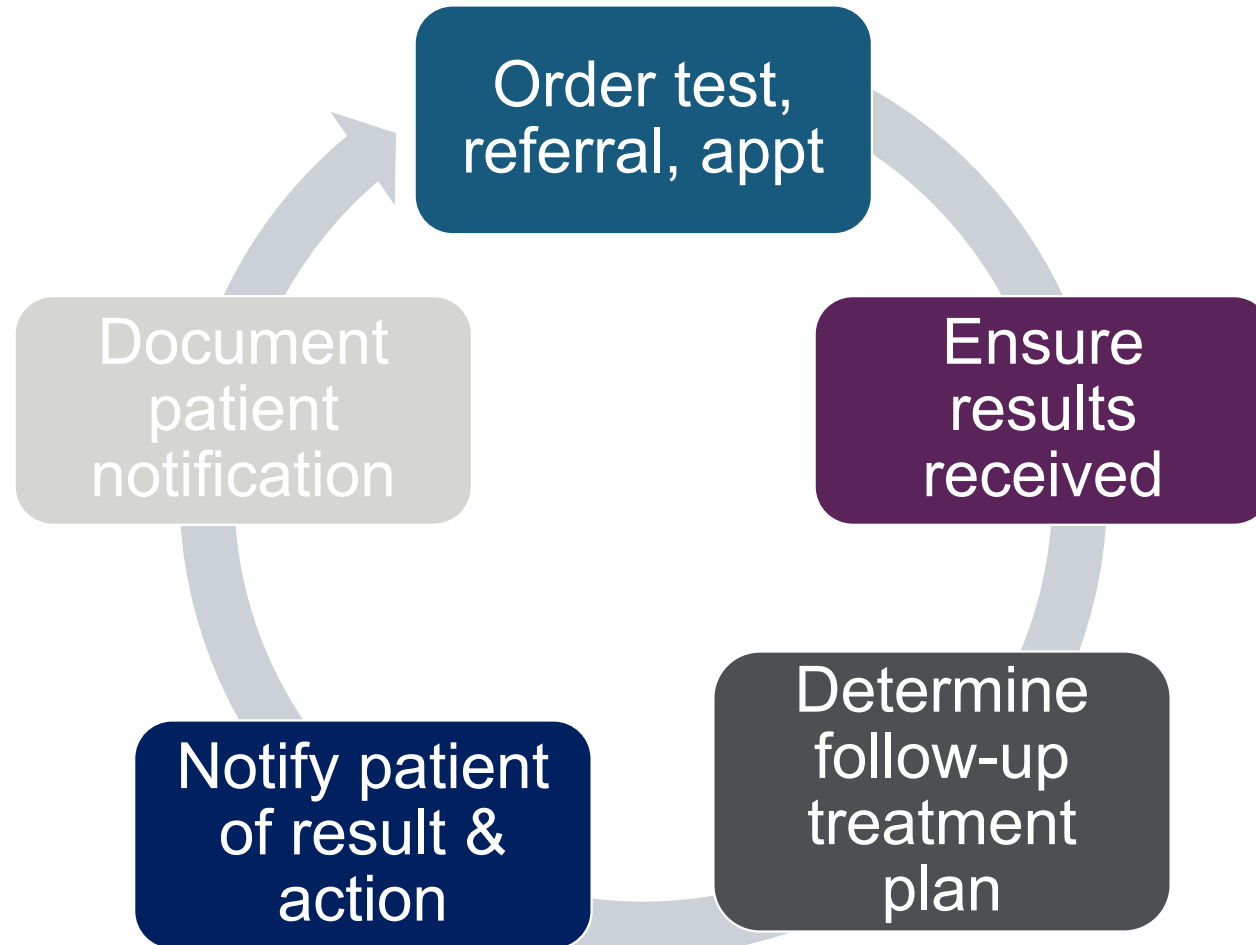 Order test,
referral, appt
Ensure
results
received
Determine
follow-up
treatment
plan
Notify patient
of result &
action
Document
patient
notification